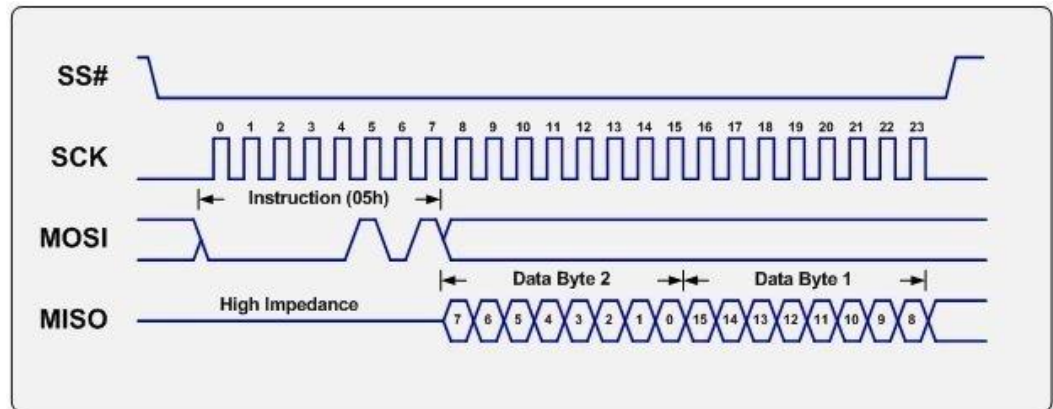 SS#
0 1 2 3 4 5 6 7 8 9 10 11 12 13 14 15 16 17 18 19 20 21 22 23
SCK
Instruction (05h)
MOSI
Data Byte 2 Data Byte 1
High Impedance
MISO
7 6 5 4 3 2 1 0 15 14 13 12 11 10 9 8